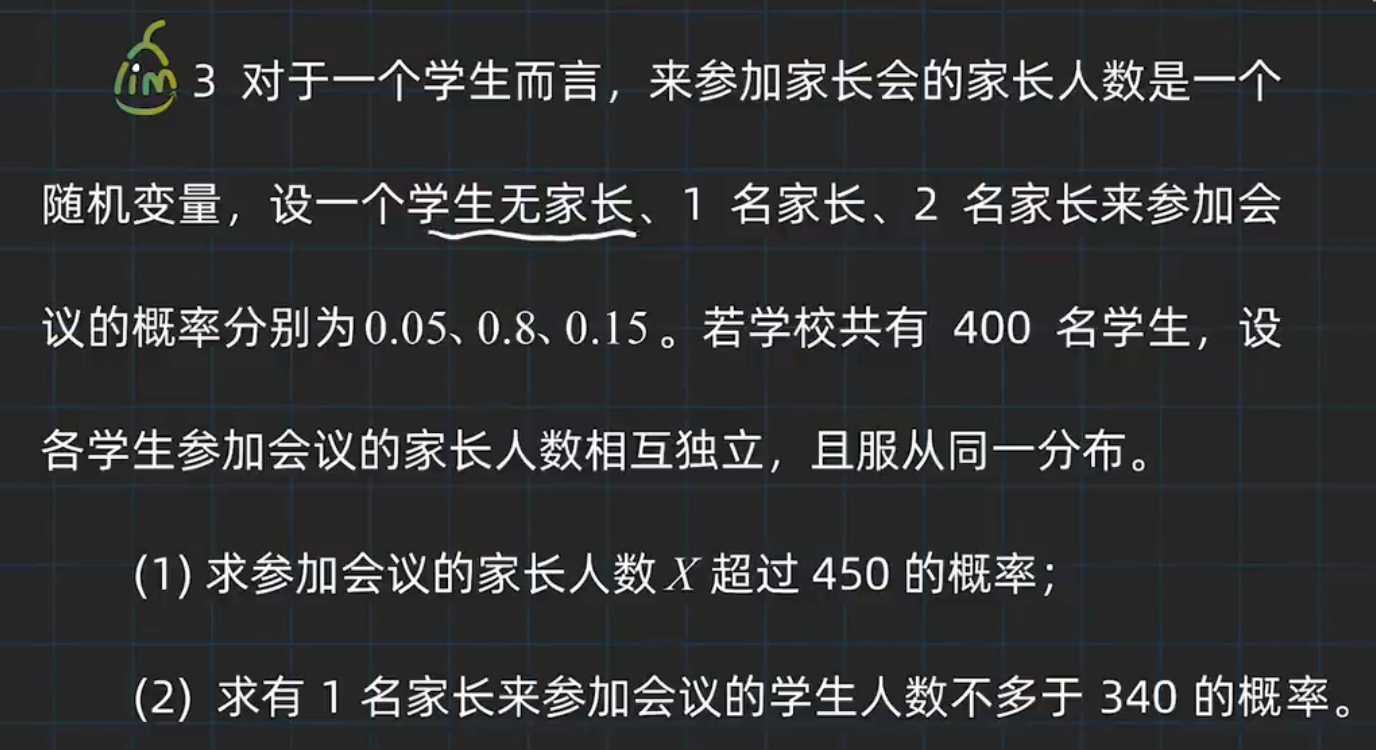 lim 3 对于一个学生而言，来参加家长会的家长人数是一个
随机变量，设一个学生无家长、1 名家长、2 名家长来参加会
议的概率分别为0.05、0.8、0.15。若学校共有 400 名学生，设
各学生参加会议的家长人数相互独立，且服从同一分布。
(1) 求参加会议的家长人数X超过 450 的概率；
(2) 求有 1 名家长来参加会议的学生人数不多于 340 的概率。